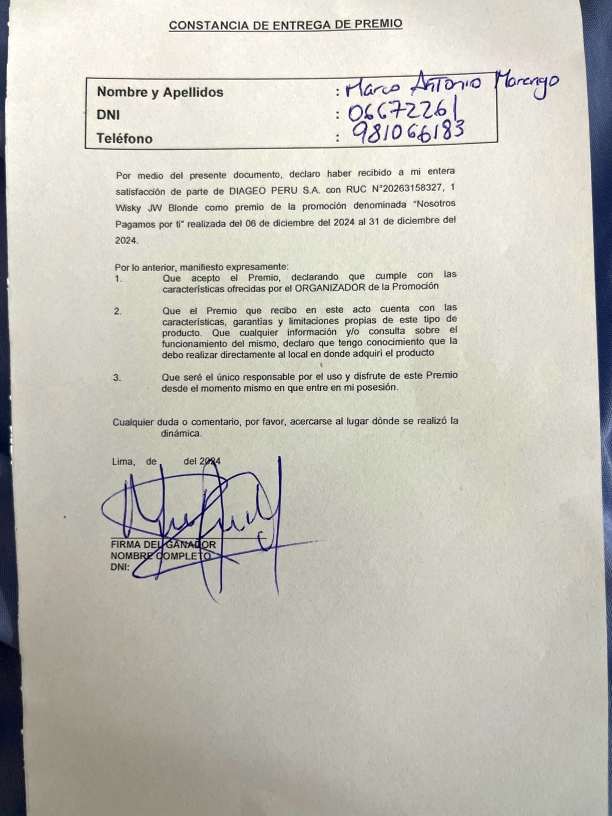 CONSTANCIA DE ENTREGA DE PREMIO
Nombre y Apellidos : Marco Antonio Marengo
DNI : 06672261
Teléfono : 981066183
Por medio del presente documento, declaro haber recibido a mi entera
satisfacción de parte de DIAGEO PERU S.A. con RUC N°20263158327, 1
Wisky JW Blonde como premio de la promoción denominada "Nosotros
Pagamos por ti" realizada del 06 de diciembre del 2024 al 31 de diciembre del
2024.
Por lo anterior, manifiesto expresamente:
1. Que acepto el Premio, declarando que cumple con las
características ofrecidas por el ORGANIZADOR de la Promoción
2. Que el Premio que recibo en este acto cuenta con las
características, garantías y limitaciones propias de este tipo de
producto. Que cualquier información y/o consulta sobre el
funcionamiento del mismo, declaro que tengo conocimiento que la
debo realizar directamente al local en donde adquirí el producto
3. Que seré el único responsable por el uso y disfrute de este Premio
desde el momento mismo en que entre en mi posesión.
Cualquier duda o comentario, por favor, acercarse al lugar dónde se realizó la
dinámica.
Lima, de del 2024
FIRMA DEL GANADOR
NOMBRE COMPLETO
DNI: